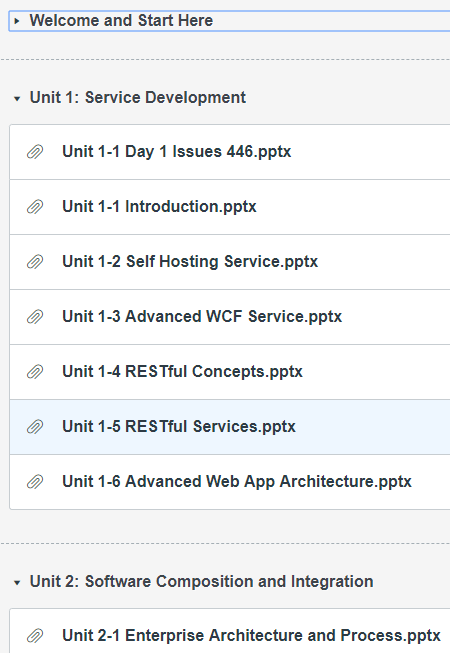 Welcome and Start Here
Unit 1: Service Development
Unit 1-1 Day 1 Issues 446.pptx
Unit 1-1 Introduction.pptx
Unit 1-2 Self Hosting Service.pptx
Unit 1-3 Advanced WCF Service.pptx
Unit 1-4 RESTful Concepts.pptx
Unit 1-5 RESTful Services.pptx
Unit 1-6 Advanced Web App Architecture.pptx
Unit 2: Software Composition and Integration
Unit 2-1 Enterprise Architecture and Process.pptx